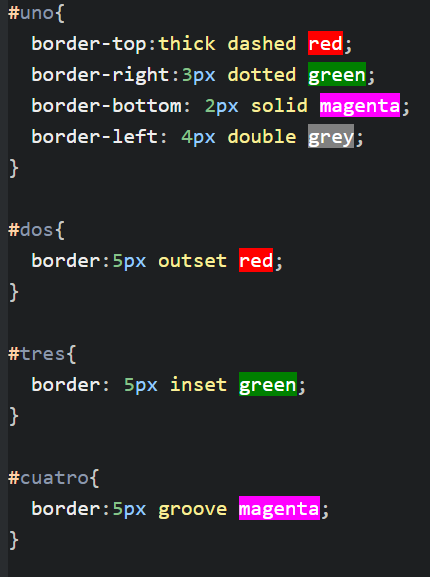 #uno{
  border-top:thick dashed red;
  border-right:3px dotted green;
  border-bottom: 2px solid magenta;
  border-left: 4px double grey;
}

#dos{
  border:5px outset red;
}

#tres{
  border: 5px inset green;
}

#cuatro{
  border:5px groove magenta;
}